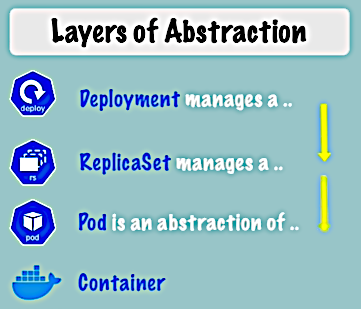 Layers of Abstraction
deploy
Deployment manages a ..
rs
ReplicaSet manages a ..
pod
Pod is an abstraction of ..
Container